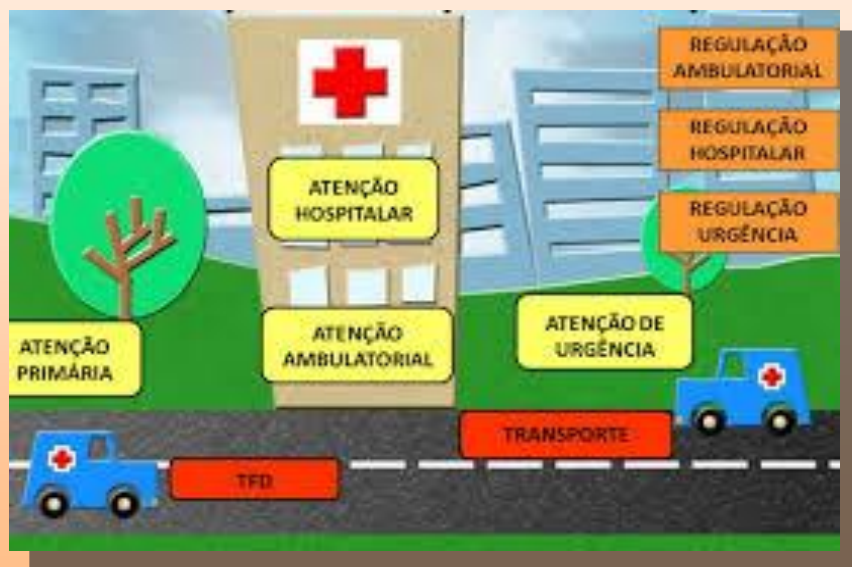 REGULAÇÃO
AMBULATORIAL
REGULAÇÃO
HOSPITALAR
REGULAÇÃO
URGÊNCIA
ATENÇÃO
HOSPITALAR
ATENÇÃO
PRIMÁRIA
ATENÇÃO
AMBULATORIAL
ATENÇÃO DE
URGÊNCIA
TRANSPORTE
TFD